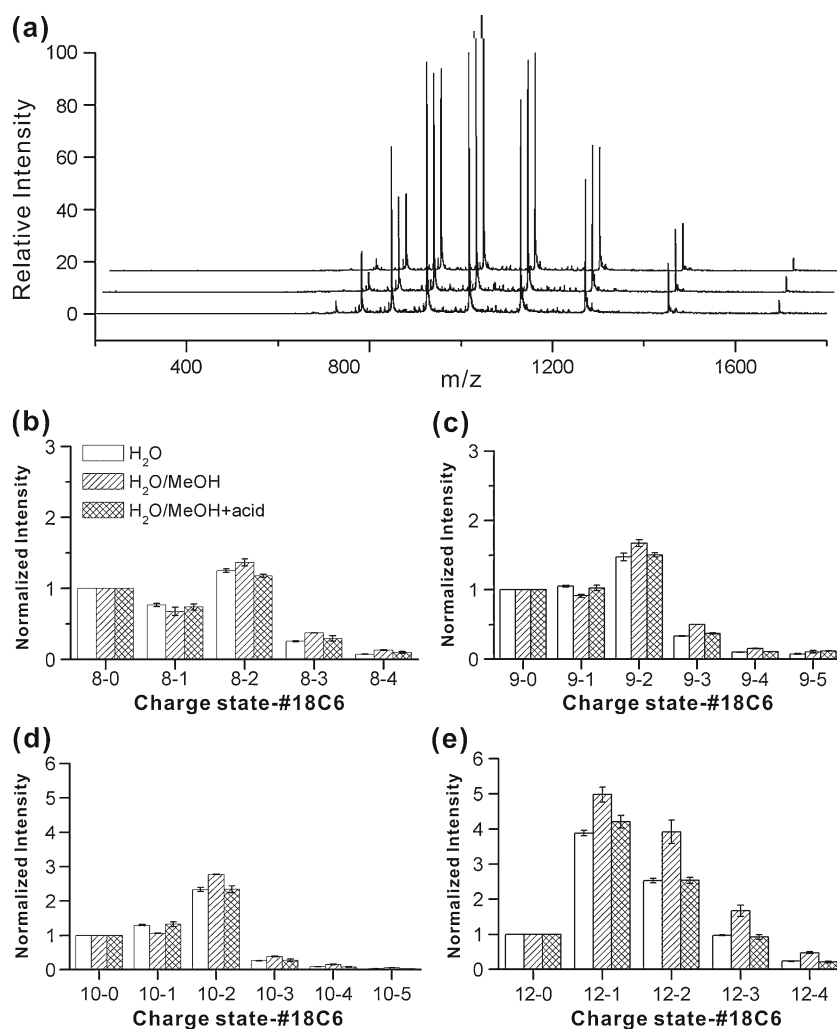 (a)
Relative Intensity
100
80
60
40
20
0
400
800
1200
1600
m/z
(b)
Normalized Intensity
3
2
1
0
H₂O
H₂O/MeOH
H₂O/MeOH+acid
8-0 8-1 8-2 8-3 8-4
Charge state-#18C6
(c)
Normalized Intensity
3
2
1
0
9-0 9-1 9-2 9-3 9-4 9-5
Charge state-#18C6
(d)
Normalized Intensity
6
5
4
3
2
1
0
10-0 10-1 10-2 10-3 10-4 10-5
Charge state-#18C6
(e)
Normalized Intensity
6
5
4
3
2
1
0
12-0 12-1 12-2 12-3 12-4
Charge state-#18C6